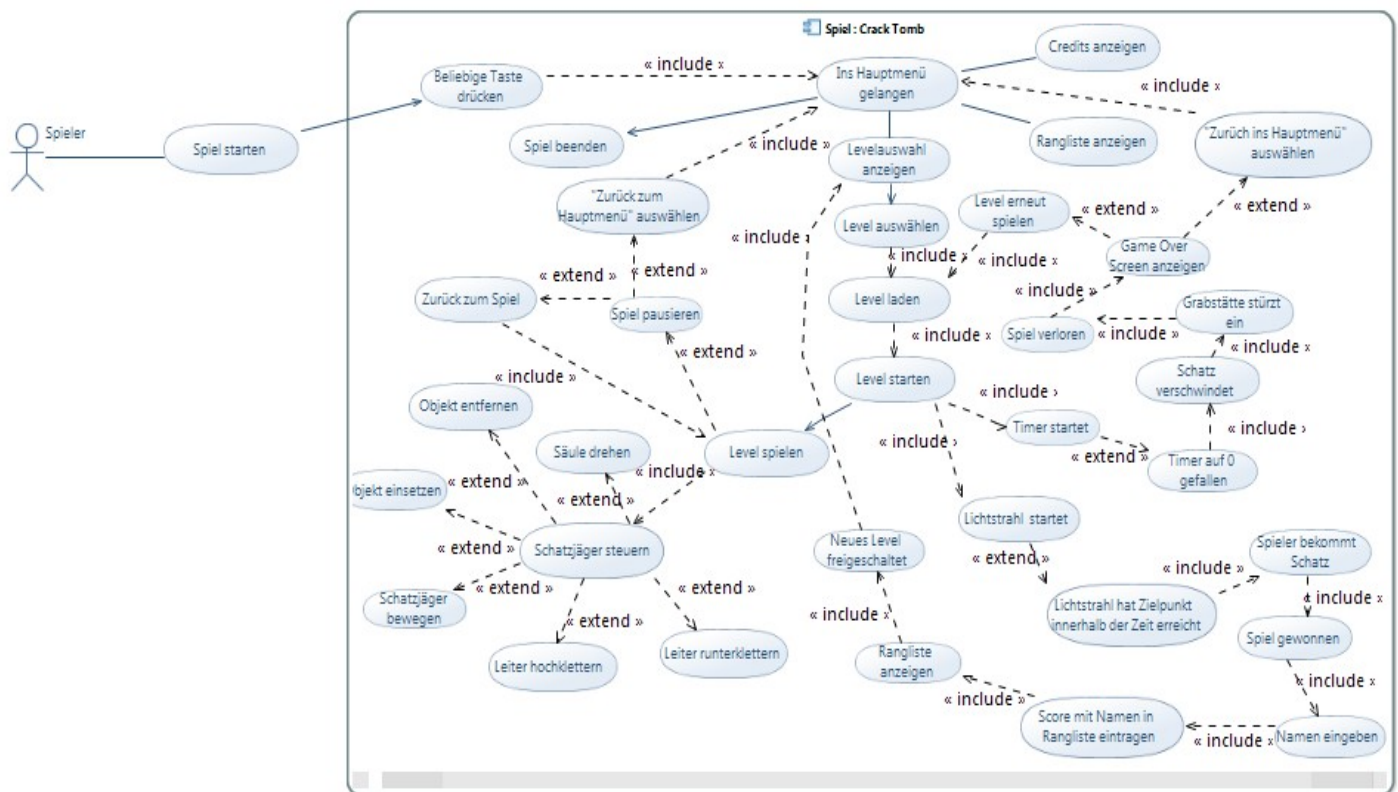 Spiel : Crack Tomb
Spieler
Spiel starten
Beliebige Taste
drücken
« include »
Ins Hauptmenü
gelangen
Credits anzeigen
« include »
Spiel beenden
« include »
Levelauswahl
anzeigen
Rangliste anzeigen
"Zurüch ins Hauptmenü"
auswählen
"Zurück zum
Hauptmenü" auswählen
« include ›
Level auswählen
Level erneut
spielen
« extend »
« extend »
Game Over
Screen anzeigen
« include »
« include »
« extend »
« extend »
Zurück zum Spiel
Spiel pausieren
Level laden
« include »
Grabstätte stürzt
ein
« include »
Spiel verloren
« include »
« extend »
« include »
« include »
Level starten
Schatz
verschwindet
« include »
« include ›
Objekt entfernen
Timer startet
« include ›
Säule drehen
Level spielen
« include »
« include ›
« extend »
Timer auf 0
gefallen
« extend »
bjekt einsetzen
« extend »
Lichtstrahl startet
« extend »
Schatzjäger steuern
Neues Level
freigeschaltet
« extend »
Spieler bekommt
Schatz
« include »
« extend »
« extend »
Schatzjäger
bewegen
« include »
Lichtstrahl hat Zielpunkt
innerhalb der Zeit erreicht
« extend »
« include »
Spiel gewonnen
Leiter hochklettern
Leiter runterklettern
Rangliste
anzeigen
« include »
« include »
Score mit Namen in
Rangliste eintragen
« include »
Namen eingeben